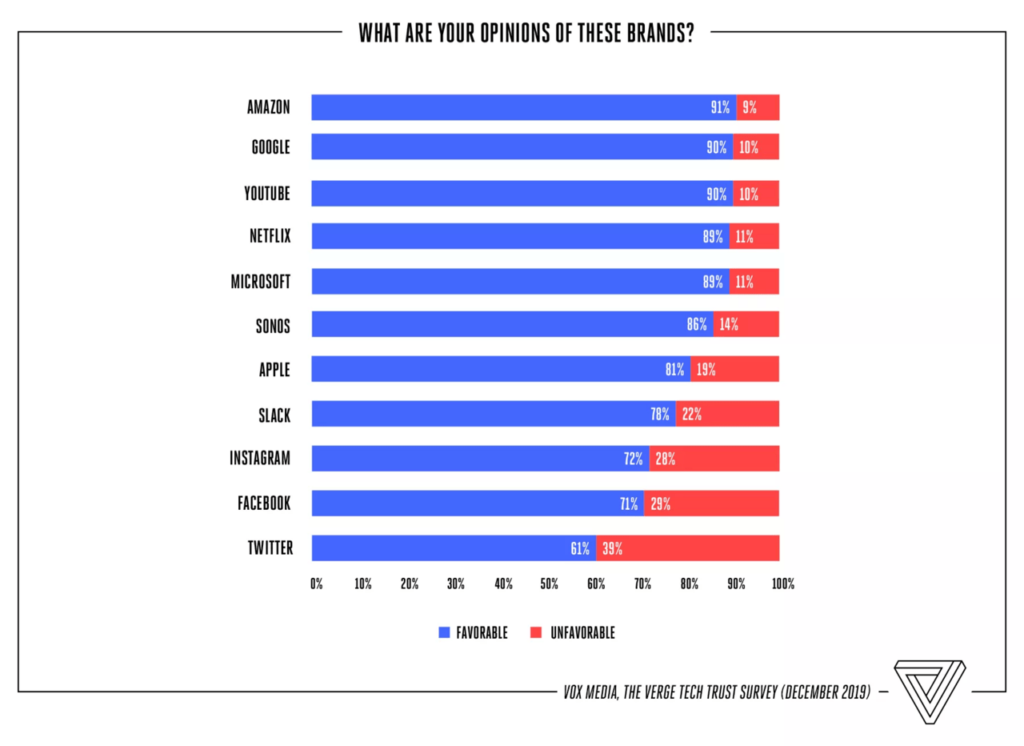 WHAT ARE YOUR OPINIONS OF THESE BRANDS?
AMAZON 91% 9%
GOOGLE 90% 10%
YOUTUBE 90% 10%
NETFLIX 89% 11%
MICROSOFT 89% 11%
SONOS 86% 14%
APPLE 81% 19%
SLACK 78% 22%
INSTAGRAM 72% 28%
FACEBOOK 71% 29%
TWITTER 61% 39%
0% 10% 20% 30% 40% 50% 60% 70% 80% 90% 100%
FAVORABLE UNFAVORABLE
VOX MEDIA, THE VERGE TECH TRUST SURVEY (DECEMBER 2019)